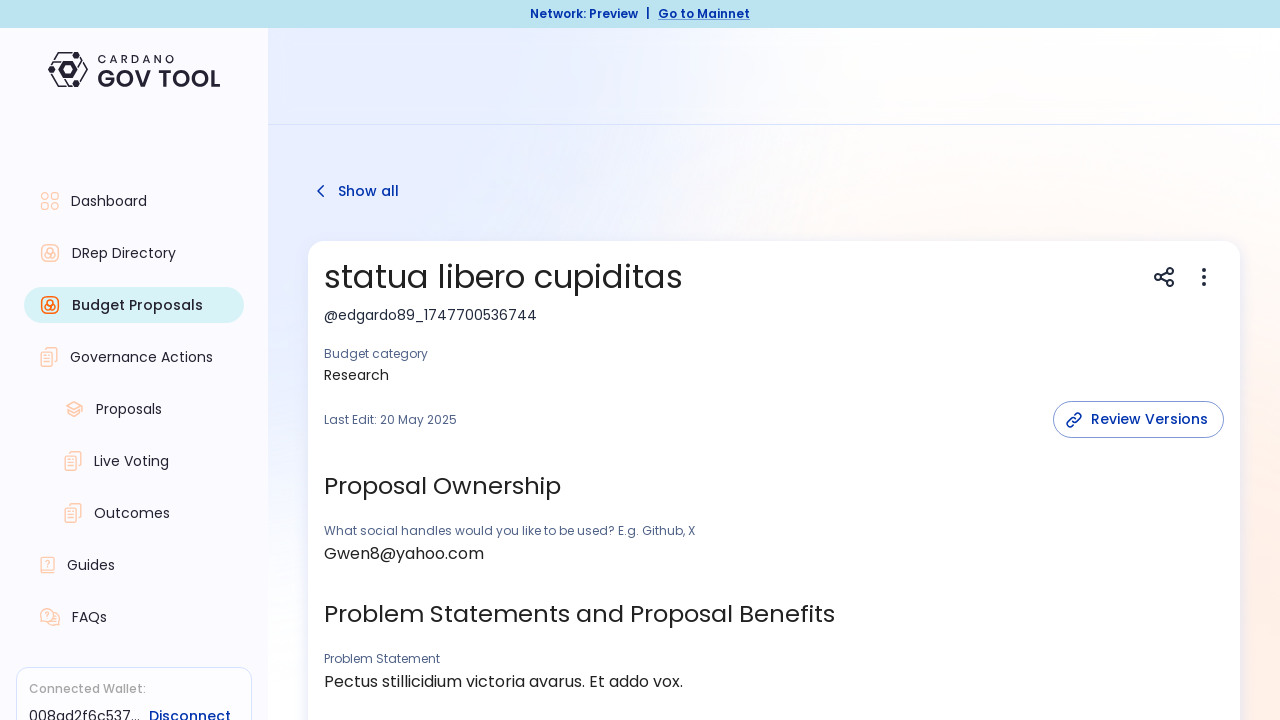 Network: Preview | Go to Mainnet
CARDANO
GOV TOOL
Dashboard
DRep Directory
Budget Proposals
Governance Actions
Proposals
Live Voting
Outcomes
Guides
FAQs
Connected Wallet:
008ad2f6c537... Disconnect
Show all
statua libero cupiditas
@edgardo89_1747700536744
Budget category
Research
Last Edit: 20 May 2025
Review Versions
Proposal Ownership
What social handles would you like to be used? E.g. Github, X
Gwen8@yahoo.com
Problem Statements and Proposal Benefits
Problem Statement
Pectus stillicidium victoria avarus. Et addo vox.